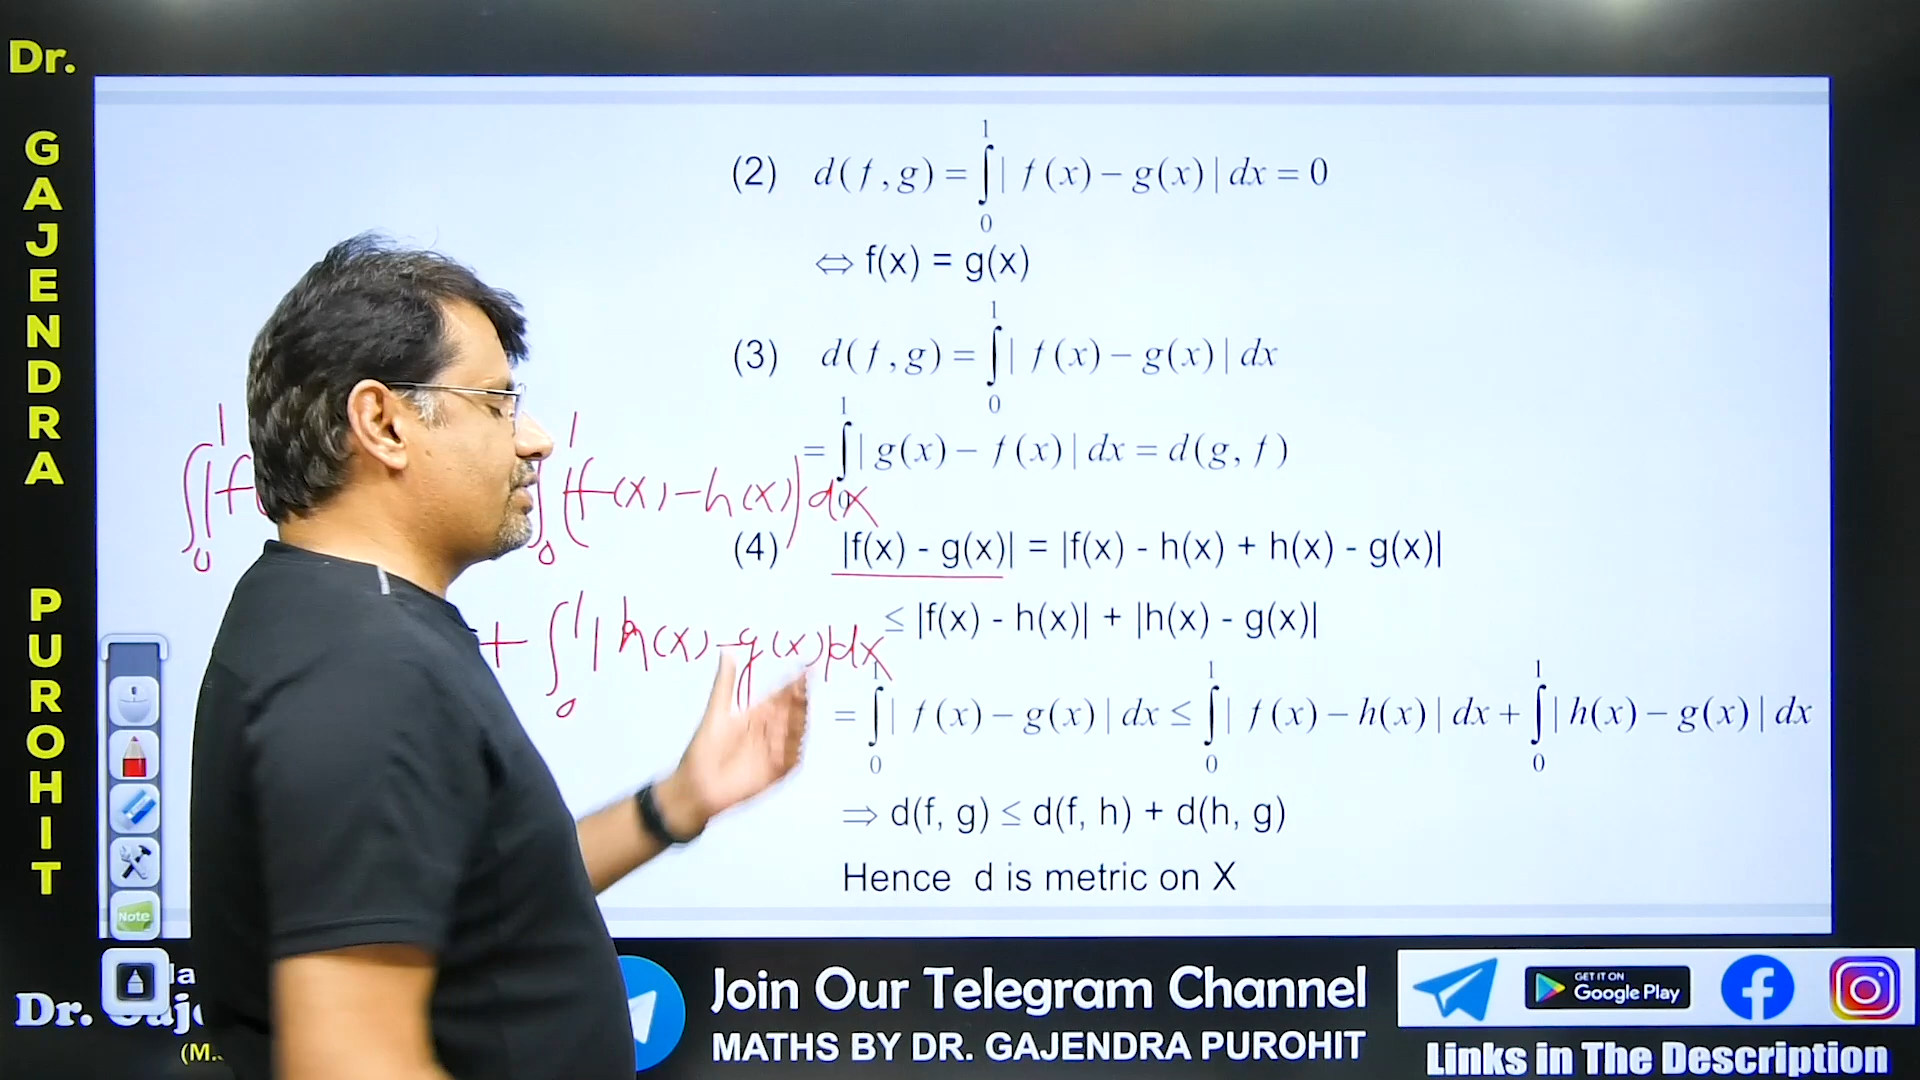 Dr.
GAJENDRA
PUROHIT
(2) d(f, g) = ∫₀¹ | f(x) − g(x) | dx = 0
⇔ f(x) = g(x)
(3) d(f, g) = ∫₀¹ | f(x) − g(x) | dx
= ∫₀¹ | g(x) − f(x) | dx = d(g, f)
∫₀¹ |f
∫₀¹ |f(x) − h(x)| dx
(4) |f(x) - g(x)| = |f(x) - h(x) + h(x) - g(x)|
≤ |f(x) - h(x)| + |h(x) - g(x)|
+ ∫₀¹ | h(x) − g(x)| dx
= ∫₀¹ | f(x) − g(x) | dx ≤ ∫₀¹ | f(x) − h(x) | dx + ∫₀¹ | h(x) − g(x) | dx
⇒ d(f, g) ≤ d(f, h) + d(h, g)
Hence d is metric on X
Note
Dr.
(M.
Join Our Telegram Channel
MATHS BY DR. GAJENDRA PUROHIT
GET IT ON
Google Play
Links in The Description